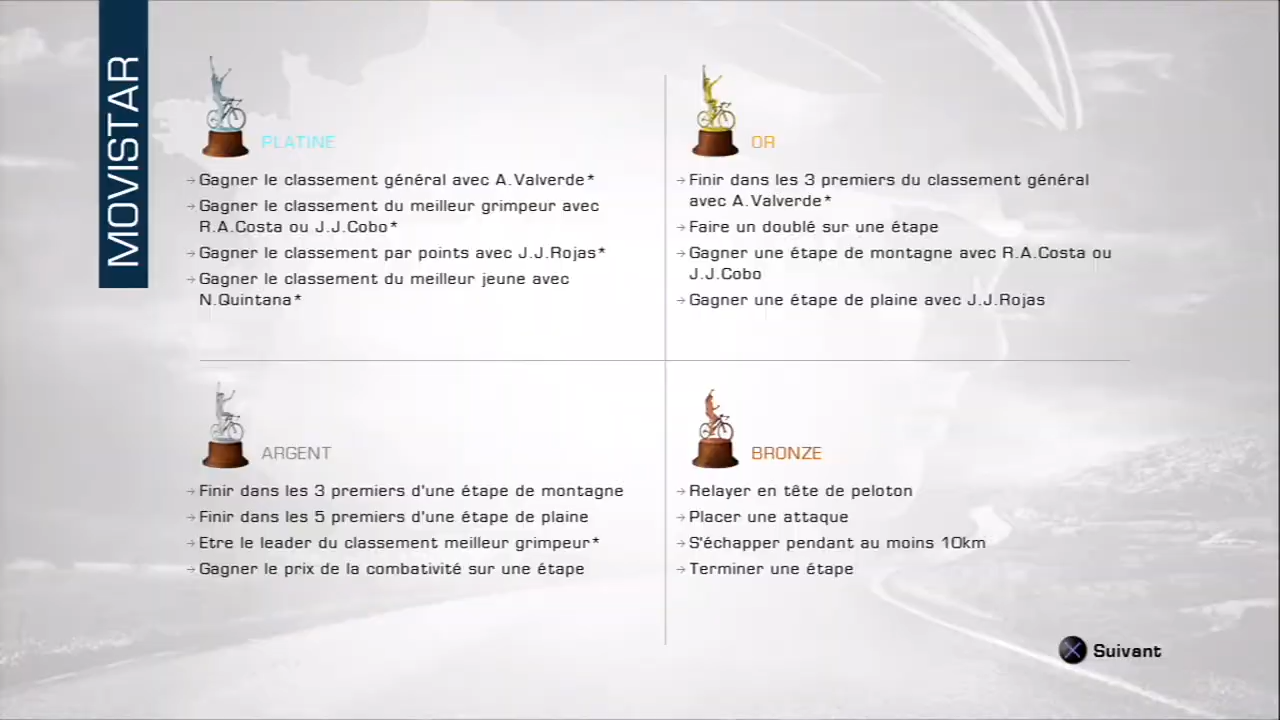 MOVISTAR
PLATINE
→Gagner le classement général avec A.Valverde*
→Gagner le classement du meilleur grimpeur avec
R.A.Costa ou J.J.Cobo*
→Gagner le classement par points avec J.J.Rojas*
→Gagner le classement du meilleur jeune avec
N.Quintana*
OR
→Finir dans les 3 premiers du classement général
avec A.Valverde*
→Faire un doublé sur une étape
→Gagner une étape de montagne avec R.A.Costa ou
J.J.Cobo
→Gagner une étape de plaine avec J.J.Rojas
ARGENT
→Finir dans les 3 premiers d'une étape de montagne
→Finir dans les 5 premiers d'une étape de plaine
→Etre le leader du classement meilleur grimpeur*
→Gagner le prix de la combativité sur une étape
BRONZE
→Relayer en tête de peloton
→Placer une attaque
→S'échapper pendant au moins 10km
→Terminer une étape
Suivant